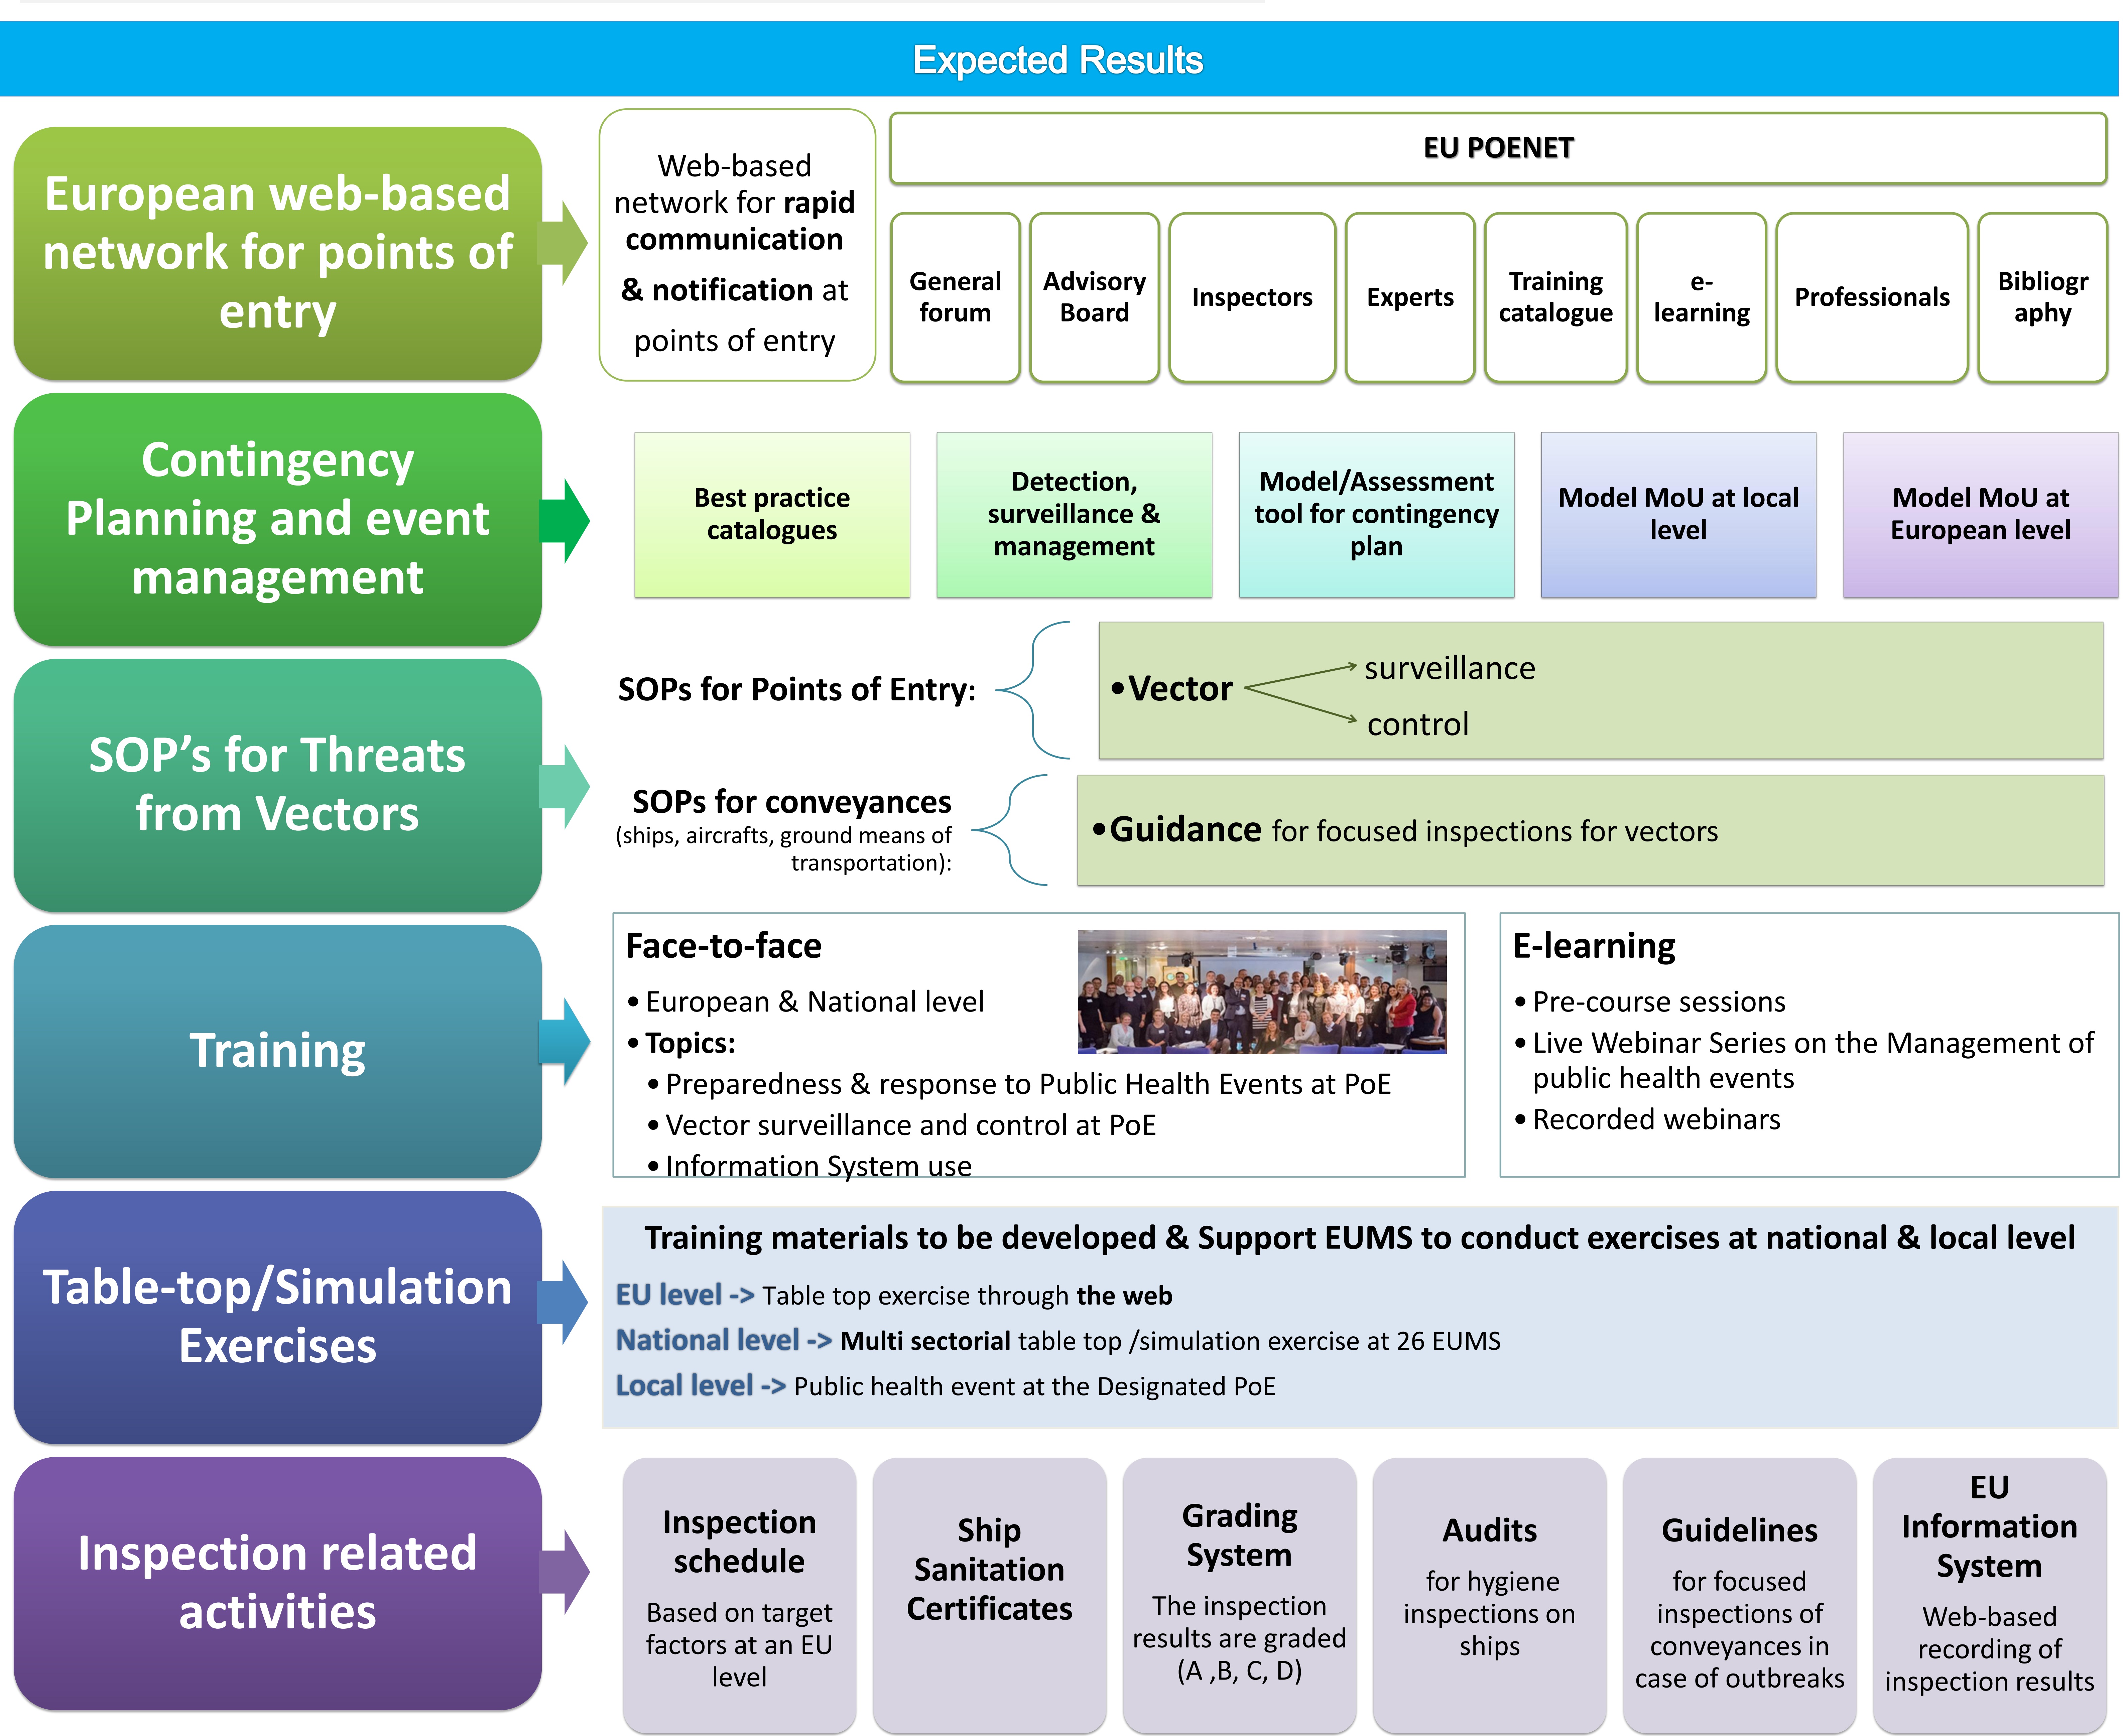 Expected Results
European web-based
network for points of
entry
Web-based
network for rapid
communication
& notification at
points of entry
EU POENET
General
forum
Advisory
Board
Inspectors
Experts
Training
catalogue
e-
learning
Professionals
Bibliogr
aphy
Contingency
Planning and event
management
Best practice
catalogues
Detection,
surveillance &
management
Model/Assessment
tool for contingency
plan
Model MoU at local
level
Model MoU at
European level
SOP’s for Threats
from Vectors
SOPs for Points of Entry:
•Vector
surveillance
control
SOPs for conveyances
(ships, aircrafts, ground means of
transportation):
•Guidance for focused inspections for vectors
Training
Face-to-face
• European & National level
• Topics:
• Preparedness & response to Public Health Events at PoE
• Vector surveillance and control at PoE
• Information System use
E-learning
• Pre-course sessions
• Live Webinar Series on the Management of
public health events
• Recorded webinars
Table-top/Simulation
Exercises
Training materials to be developed & Support EUMS to conduct exercises at national & local level
EU level -> Table top exercise through the web
National level -> Multi sectorial table top /simulation exercise at 26 EUMS
Local level -> Public health event at the Designated PoE
Inspection related
activities
Inspection
schedule
Based on target
factors at an EU
level
Ship
Sanitation
Certificates
Grading
System
The inspection
results are graded
(A ,B, C, D)
Audits
for hygiene
inspections on
ships
Guidelines
for focused
inspections of
conveyances in
case of outbreaks
EU
Information
System
Web-based
recording of
inspection results